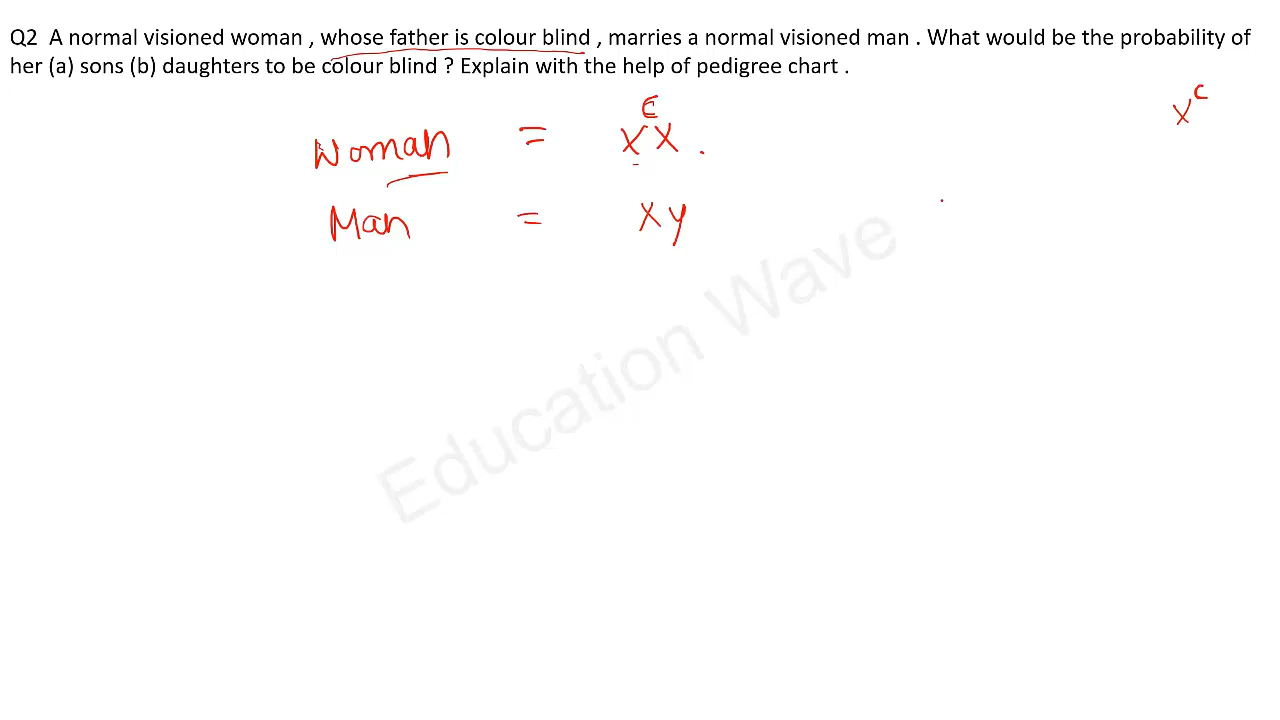 Q2 A normal visioned woman , whose father is colour blind , marries a normal visioned man . What would be the probability of
her (a) sons (b) daughters to be colour blind ? Explain with the help of pedigree chart .
X^c
Woman = X^c X .
Man = X y
Education Wave